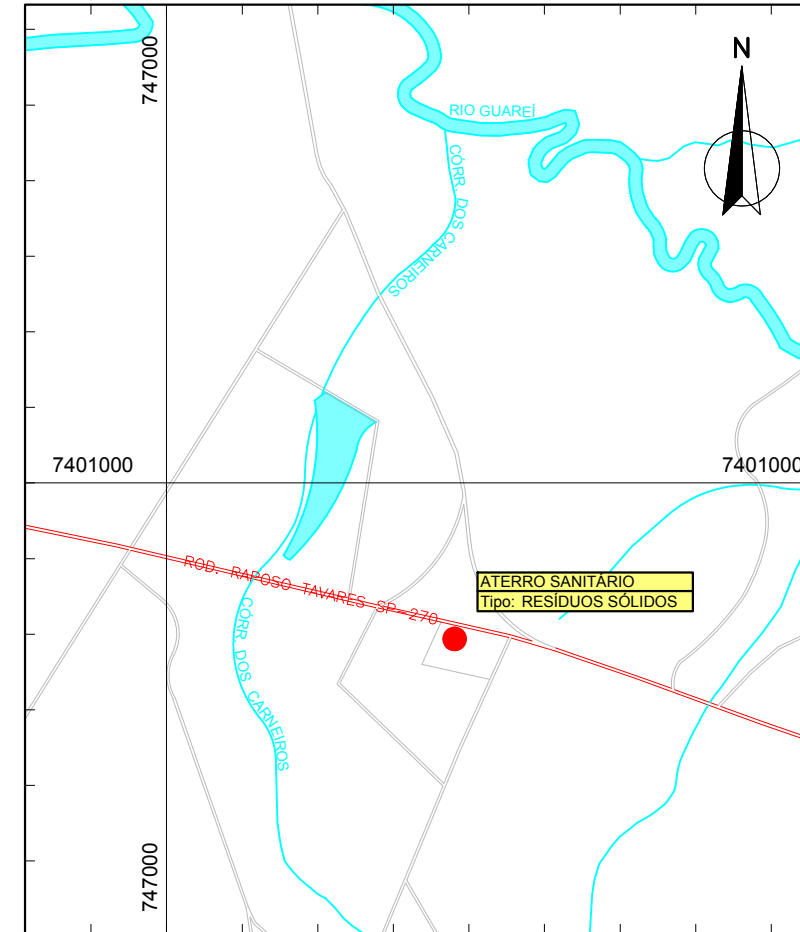 747000
N
RIO GUAREÍ
CÓRR. DOS CARNEIROS
7401000
7401000
ROD. RAPOSO TAVARES SP 270
ATERRO SANITÁRIO
Tipo: RESÍDUOS SÓLIDOS
CÓRR. DOS CARNEIROS
747000